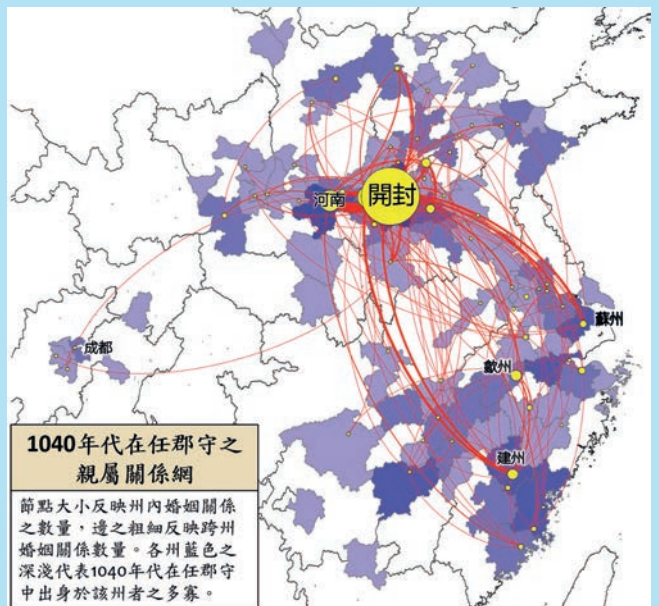 開封
河南
蘇州
成都
歙州
建州
1040年代在任郡守之
親屬關係網
節點大小反映州內婚姻關係
之數量,邊之粗細反映跨州
婚姻關係數量。各州藍色之
深淺代表1040年代在任郡守
中出身於該州者之多寡。